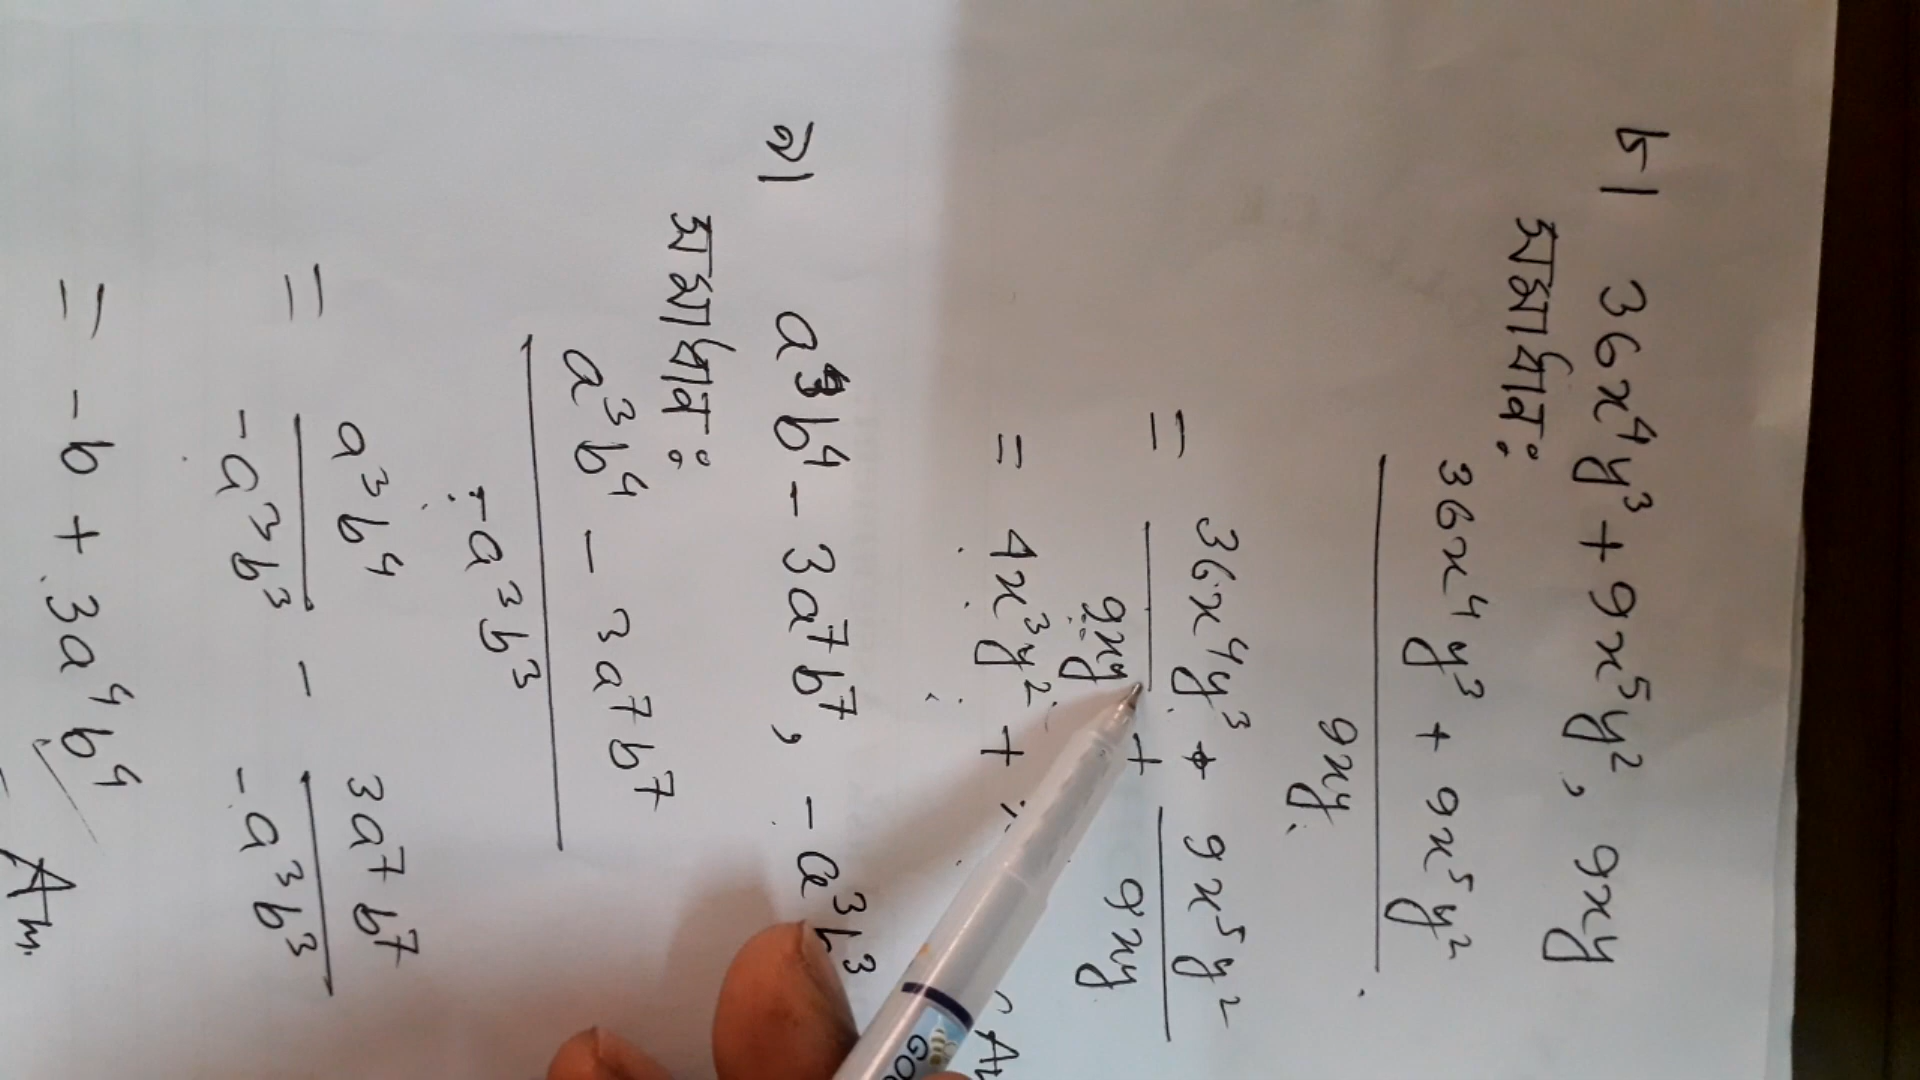 ৮। 36x⁴y³ + 9x⁵y², 9xy
সমাধান:
36x⁴y³ + 9x⁵y²
9xy
= 36x⁴y³ + 9x⁵y²
9xy + 9xy
= 4x³y² +
৯। a³b⁴ - 3a⁷b⁷, -a³b³
সমাধান:
a³b⁴ - 3a⁷b⁷
-a³b³
= a³b⁴ - 3a⁷b⁷
-a³b³ -a³b³
= -b + 3a⁴b⁴ Ans.